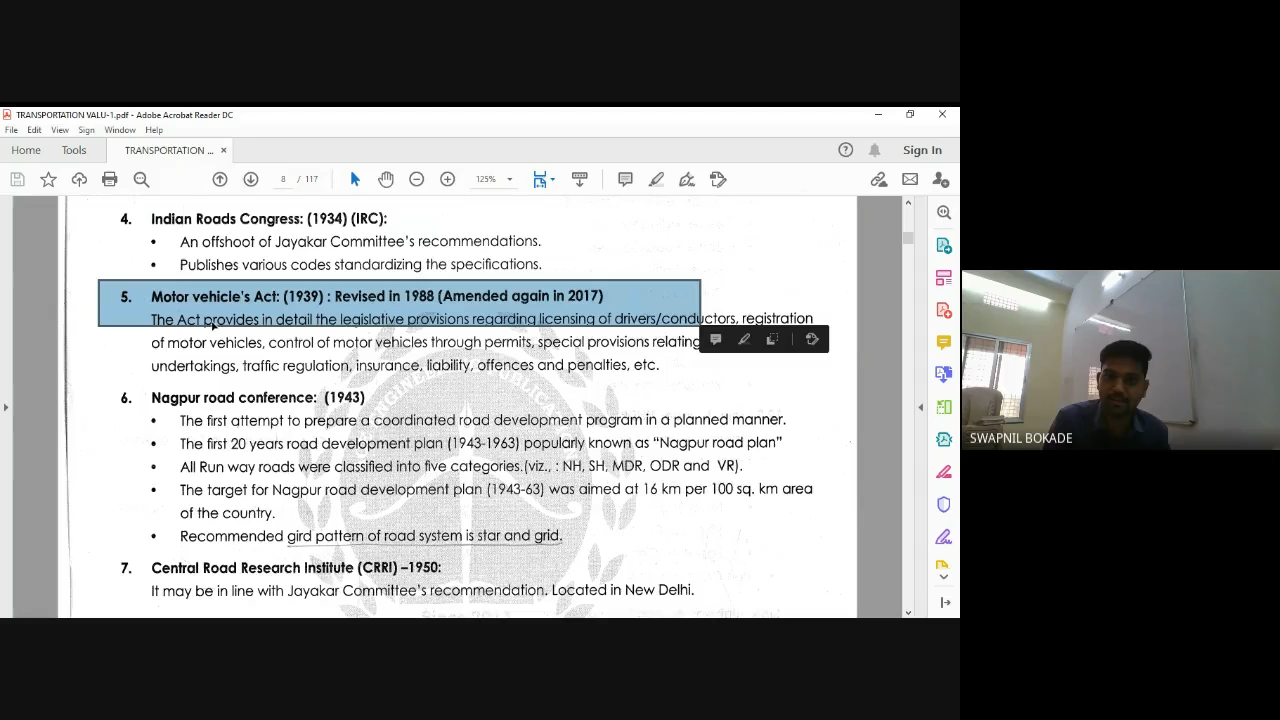 TRANSPORTATION VALU-1.pdf - Adobe Acrobat Reader DC
File Edit View Sign Window Help
Home Tools TRANSPORTATION ... × Sign In
8 / 117 125%
4. Indian Roads Congress: (1934) (IRC):
• An offshoot of Jayakar Committee's recommendations.
• Publishes various codes standardizing the specifications.
5. Motor vehicle's Act: (1939) : Revised in 1988 (Amended again in 2017)
The Act provides in detail the legislative provisions regarding licensing of drivers/conductors, registration
of motor vehicles, control of motor vehicles through permits, special provisions relating
undertakings, traffic regulation, insurance, liability, offences and penalties, etc.
6. Nagpur road conference: (1943)
• The first attempt to prepare a coordinated road development program in a planned manner.
• The first 20 years road development plan (1943-1963) popularly known as "Nagpur road plan"
• All Run way roads were classified into five categories.(viz., : NH, SH, MDR, ODR and VR).
• The target for Nagpur road development plan (1943-63) was aimed at 16 km per 100 sq. km area
of the country.
• Recommended gird pattern of road system is star and grid.
7. Central Road Research Institute (CRRI) –1950:
It may be in line with Jayakar Committee's recommendation. Located in New Delhi.
SWAPNIL BOKADE